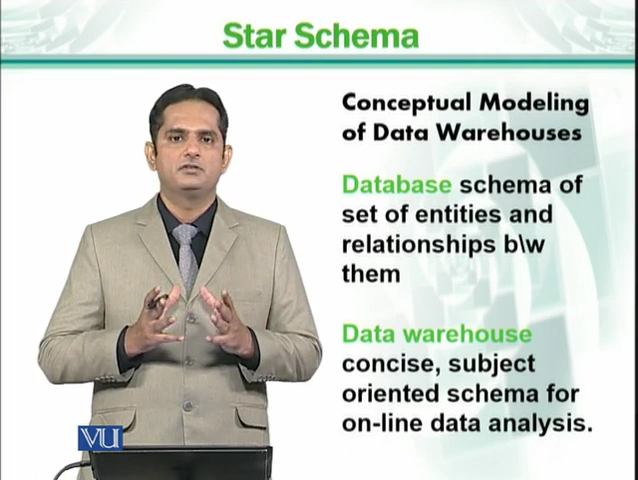 Star Schema
Conceptual Modeling
of Data Warehouses
Database schema of
set of entities and
relationships b\w
them
Data warehouse
concise, subject
oriented schema for
on-line data analysis.
VU